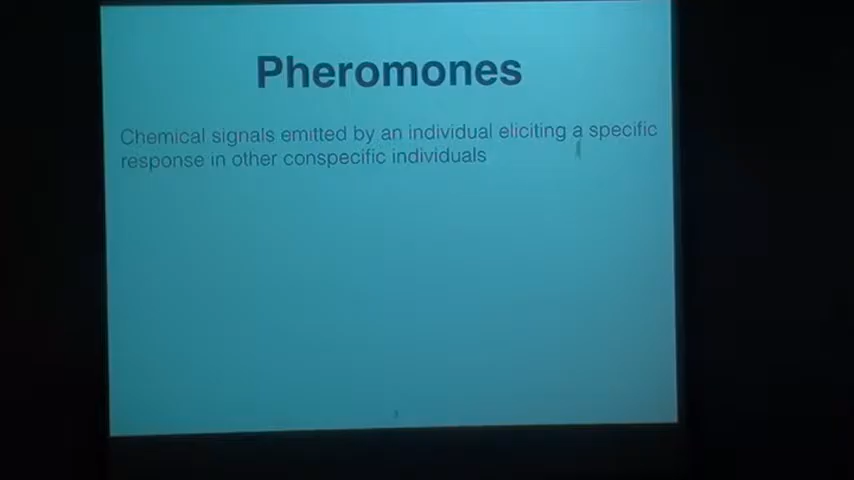 Pheromones
Chemical signals emitted by an individual eliciting a specific
response in other conspecific individuals